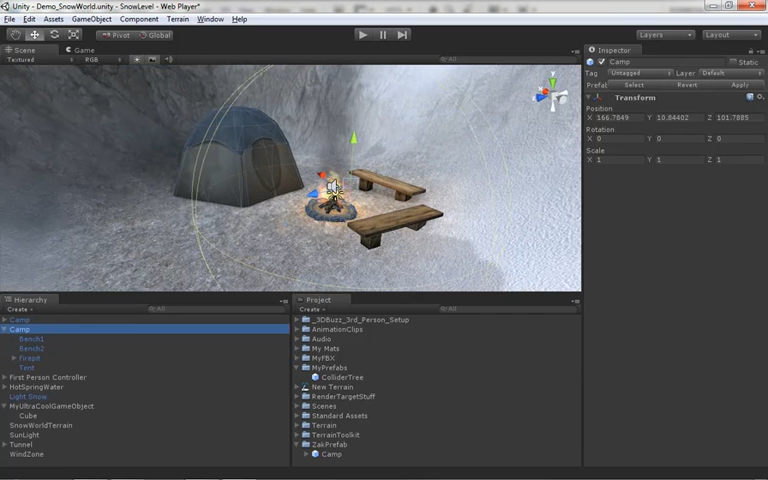 Unity - Demo_SnowWorld.unity - SnowLevel - Web Player*
File Edit Assets GameObject Component Terrain Window Help
Pivot Global Layers Layout
Scene Game Inspector
Textured RGB All
Camp Static
Tag Untagged Layer Default
Prefal Select Revert Apply
Transform
Position
X 166.7849 Y 10.84402 Z 101.7885
Rotation
X 0 Y 0 Z 0
Scale
X 1 Y 1 Z 1
y
Hierarchy
Create All
Camp
Camp
Bench1
Bench2
Firepit
Tent
First Person Controller
HotSpringWater
Light Snow
MyUltraCoolGameObject
Cube
SnowWorldTerrain
SunLight
Tunnel
WindZone
Project
Create All
_3DBuzz_3rd_Person_Setup
AnimationClips
Audio
My Mats
MyFBX
MyPrefabs
ColliderTree
New Terrain
RenderTargetStuff
Scenes
Standard Assets
Terrain
TerrainToolkit
ZakPrefab
Camp